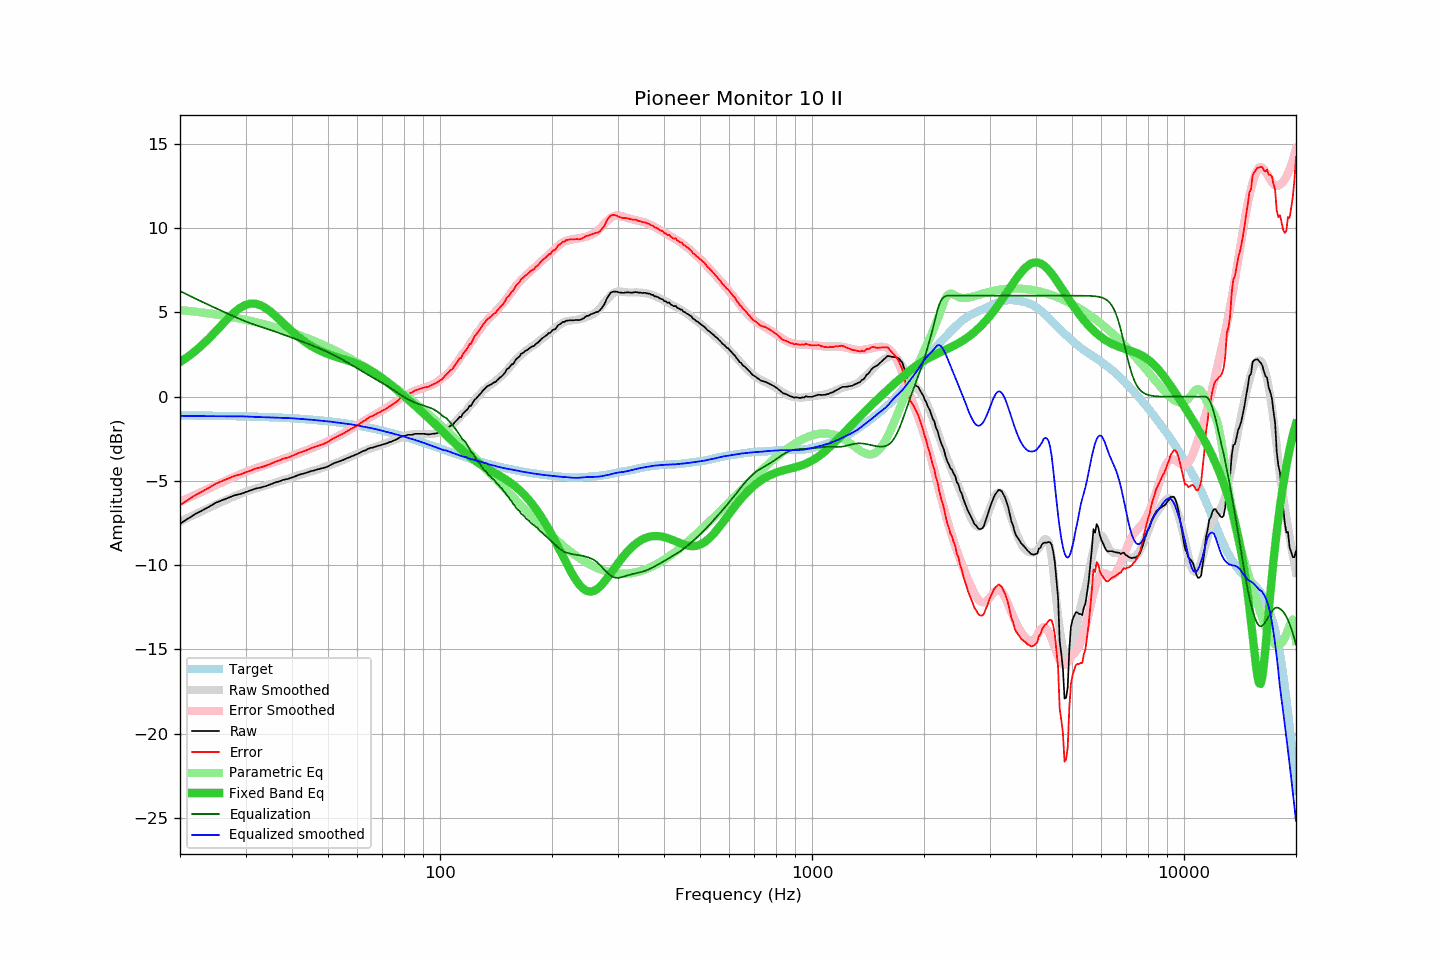 Pioneer Monitor 10 II
15
10
5
0
−5
−10
−15
−20
−25
Amplitude (dBr)
Target
Raw Smoothed
Error Smoothed
Raw
Error
Parametric Eq
Fixed Band Eq
Equalization
Equalized smoothed
100
1000
10000
Frequency (Hz)